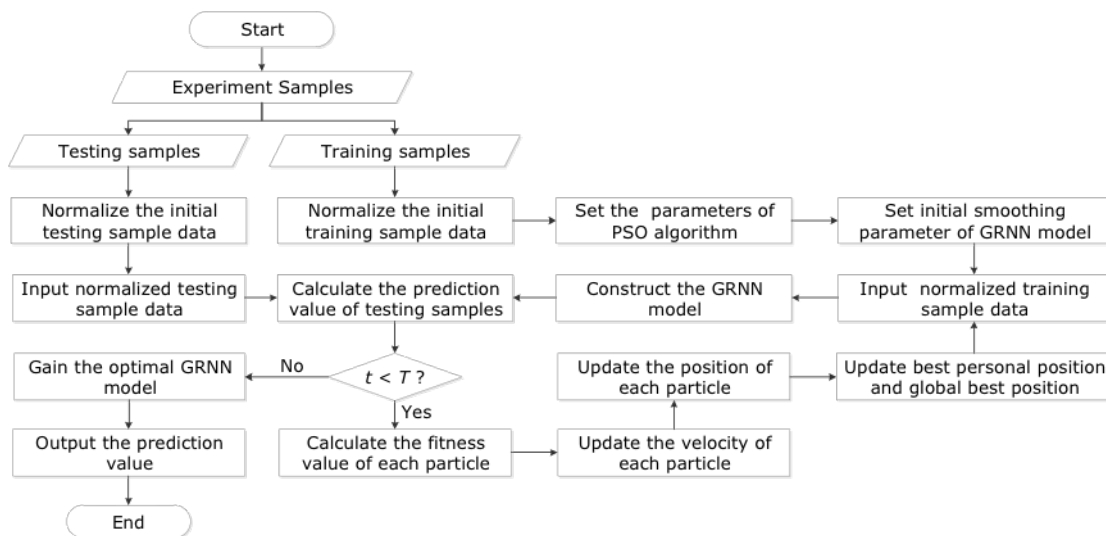 Start
Experiment Samples
Testing samples
Training samples
Normalize the initial
testing sample data
Normalize the initial
training sample data
Set the parameters of
PSO algorithm
Set initial smoothing
parameter of GRNN model
Input normalized testing
sample data
Calculate the prediction
value of testing samples
Construct the GRNN
model
Input normalized training
sample data
Gain the optimal GRNN
model
No
t < T ?
Yes
Update the position of
each particle
Update best personal position
and global best position
Output the prediction
value
Calculate the fitness
value of each particle
Update the velocity of
each particle
End